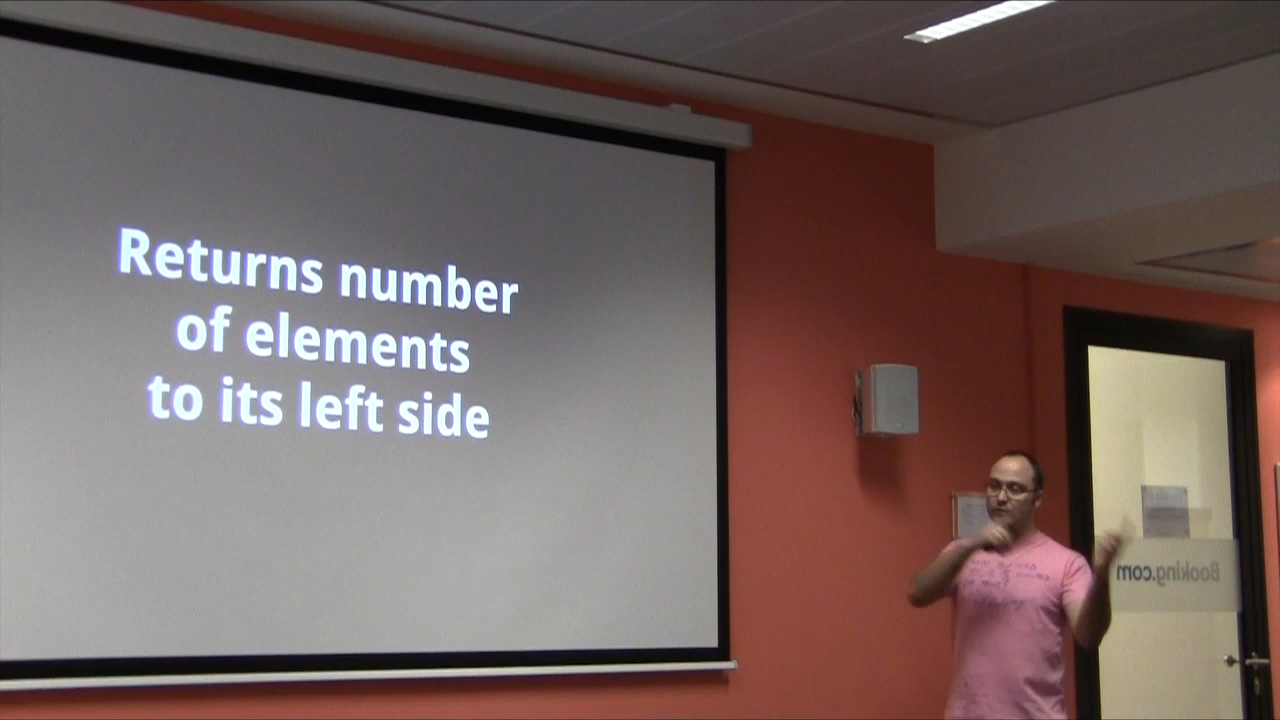 Returns number
of elements
to its left side
Booking.com